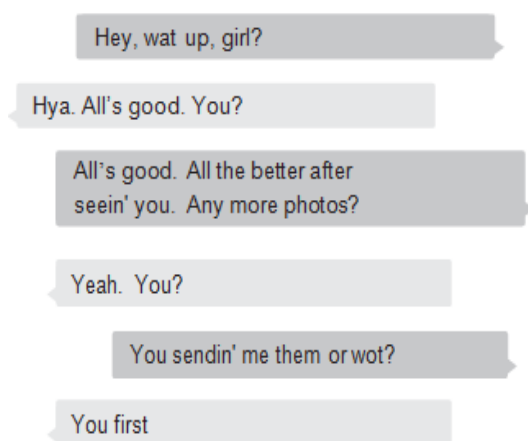 Hey, wat up, girl?
Hya. All's good. You?
All's good. All the better after
seein' you. Any more photos?
Yeah. You?
You sendin' me them or wot?
You first